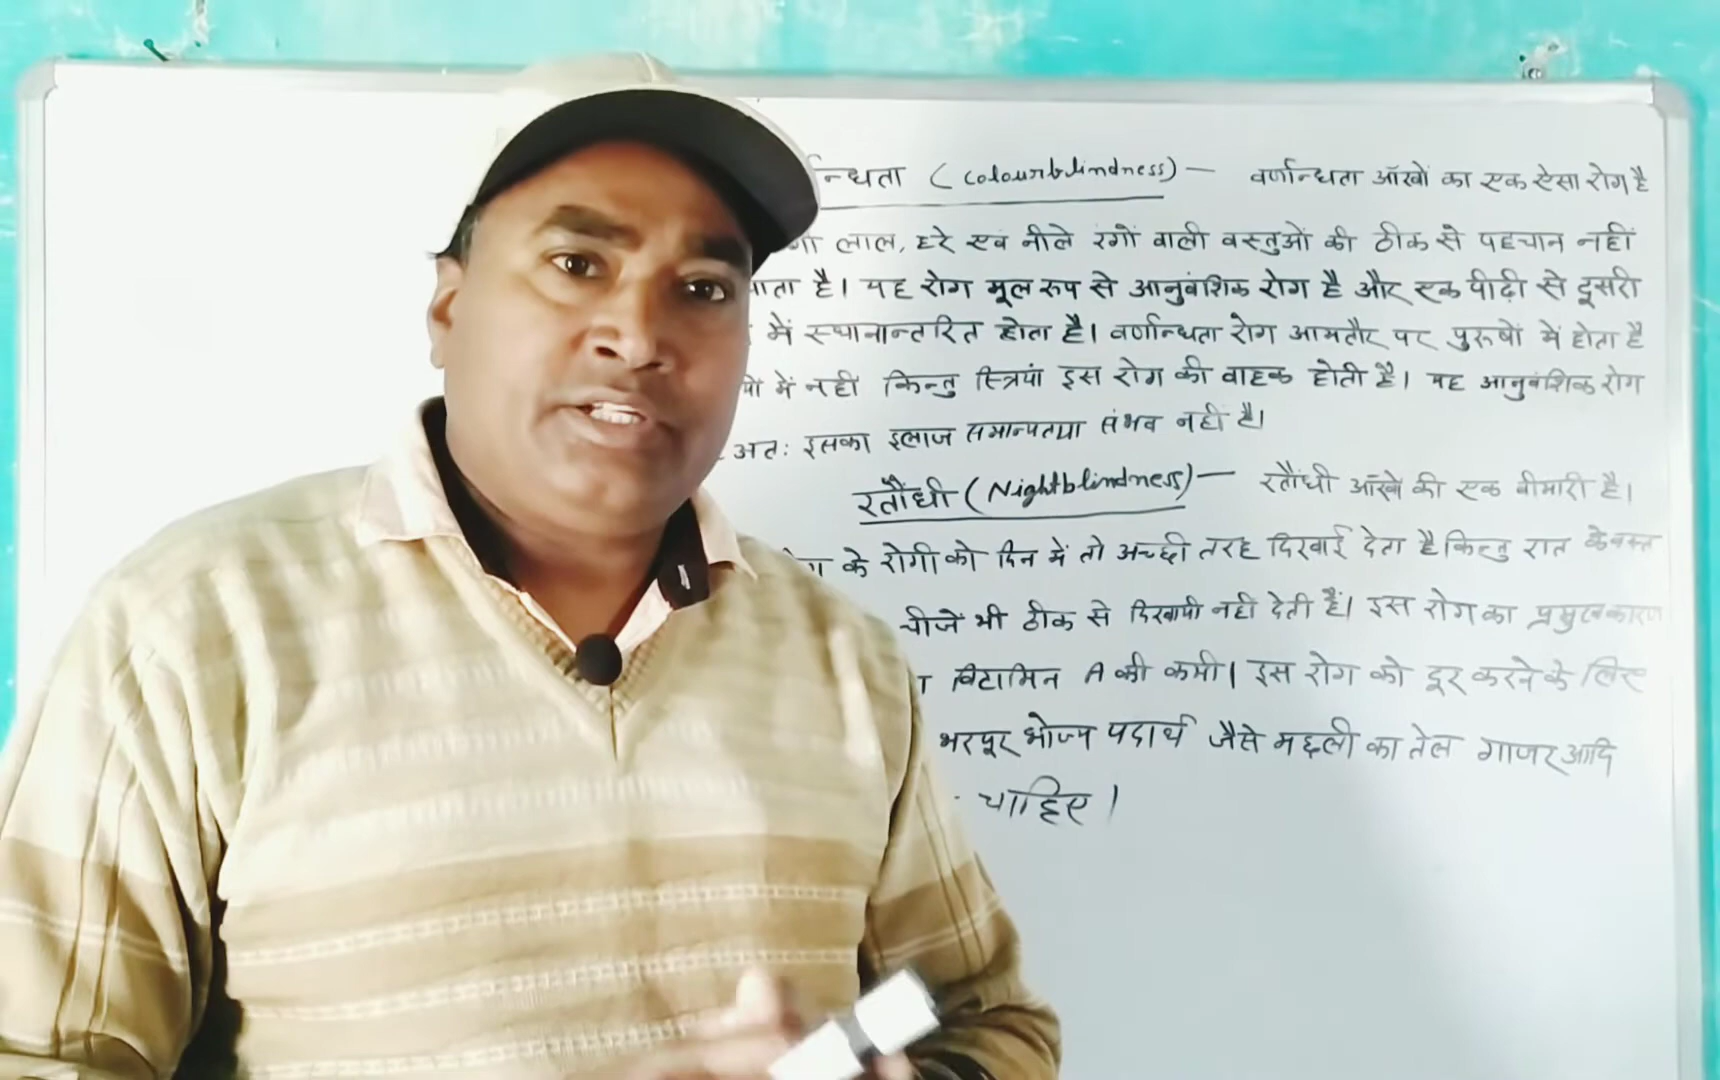 न्धता (Colourblindness) — वर्णान्धता आँखों का एक ऐसा रोग है
लाल, हरे एवं नीले रंगों वाली वस्तुओं की ठीक से पहचान नहीं
पाता है। यह रोग मूल रूप से आनुवंशिक रोग है और एक पीढ़ी से दूसरी
में स्थानान्तरित होता है। वर्णान्धता रोग आमतौर पर पुरूषों में होता है
में नहीं किन्तु स्त्रियां इस रोग की वाहक होती है। यह आनुवंशिक रोग
अतः इसका इलाज समान्यतया संभव नहीं है।
रतौंधी (Nightblindness) — रतौंधी आँखो की एक बीमारी है।
के रोगी को दिन में तो अच्छी तरह दिखाई देता है किन्तु रात के वक्त
चीजें भी ठीक से दिखायी नहीं देती हैं। इस रोग का प्रमुख कारण
विटामिन A की कमी। इस रोग को दूर करने के लिए
भरपूर भोज्य पदार्थ जैसे मछली का तेल गाजर आदि
चाहिए।